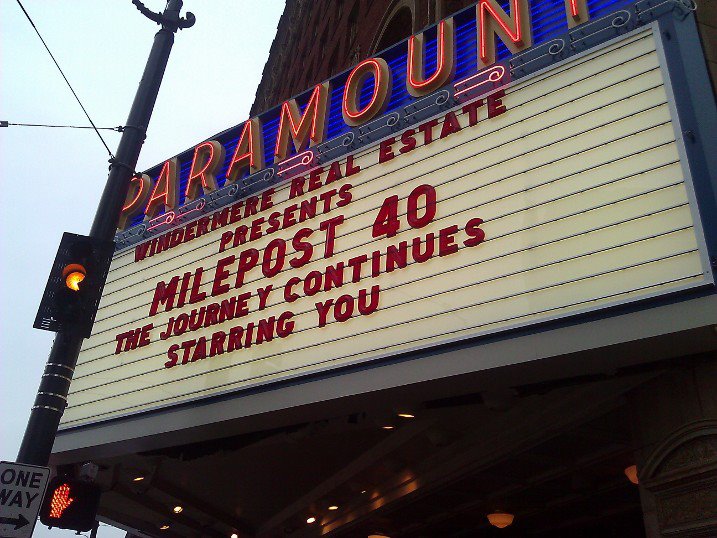 PARAMOUNT
WINDERMERE REAL ESTATE
PRESENTS
MILEPOST 40
THE JOURNEY CONTINUES
STARRING YOU
ONE
WAY